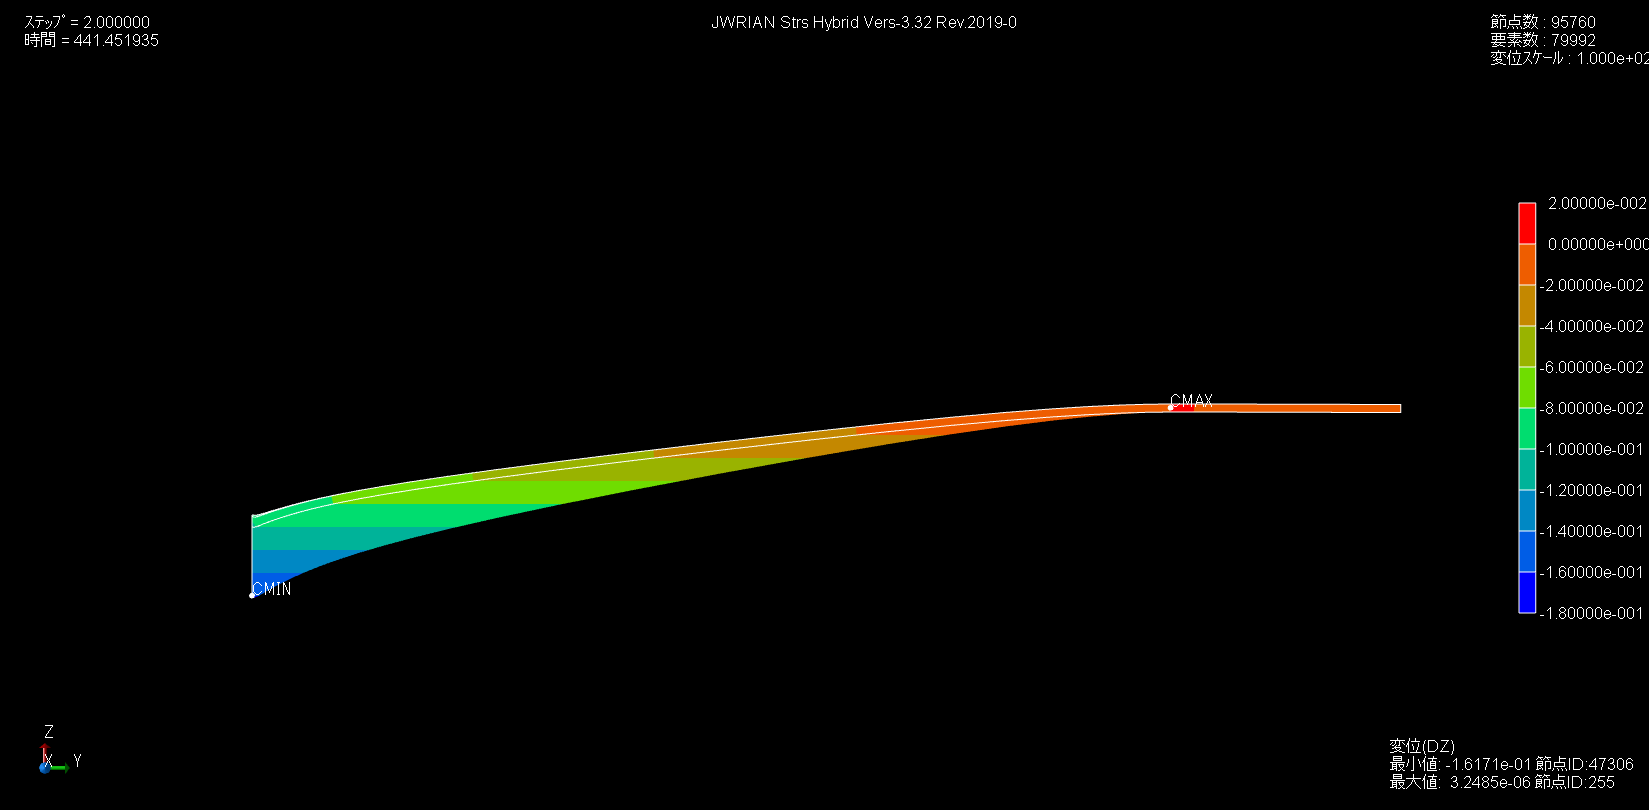 ｽﾃｯﾌﾟ = 2.000000
時間 = 441.451935
JWRIAN Strs Hybrid Vers-3.32 Rev.2019-0
節点数 : 95760
要素数 : 79992
変位ｽｹｰﾙ : 1.000e+02
2.00000e-002
0.00000e+000
-2.00000e-002
-4.00000e-002
-6.00000e-002
-8.00000e-002
-1.00000e-001
-1.20000e-001
-1.40000e-001
-1.60000e-001
-1.80000e-001
CMAX
CMIN
Z
X Y
変位(DZ)
最小値: -1.6171e-01 節点ID:47306
最大値: 3.2485e-06 節点ID:255